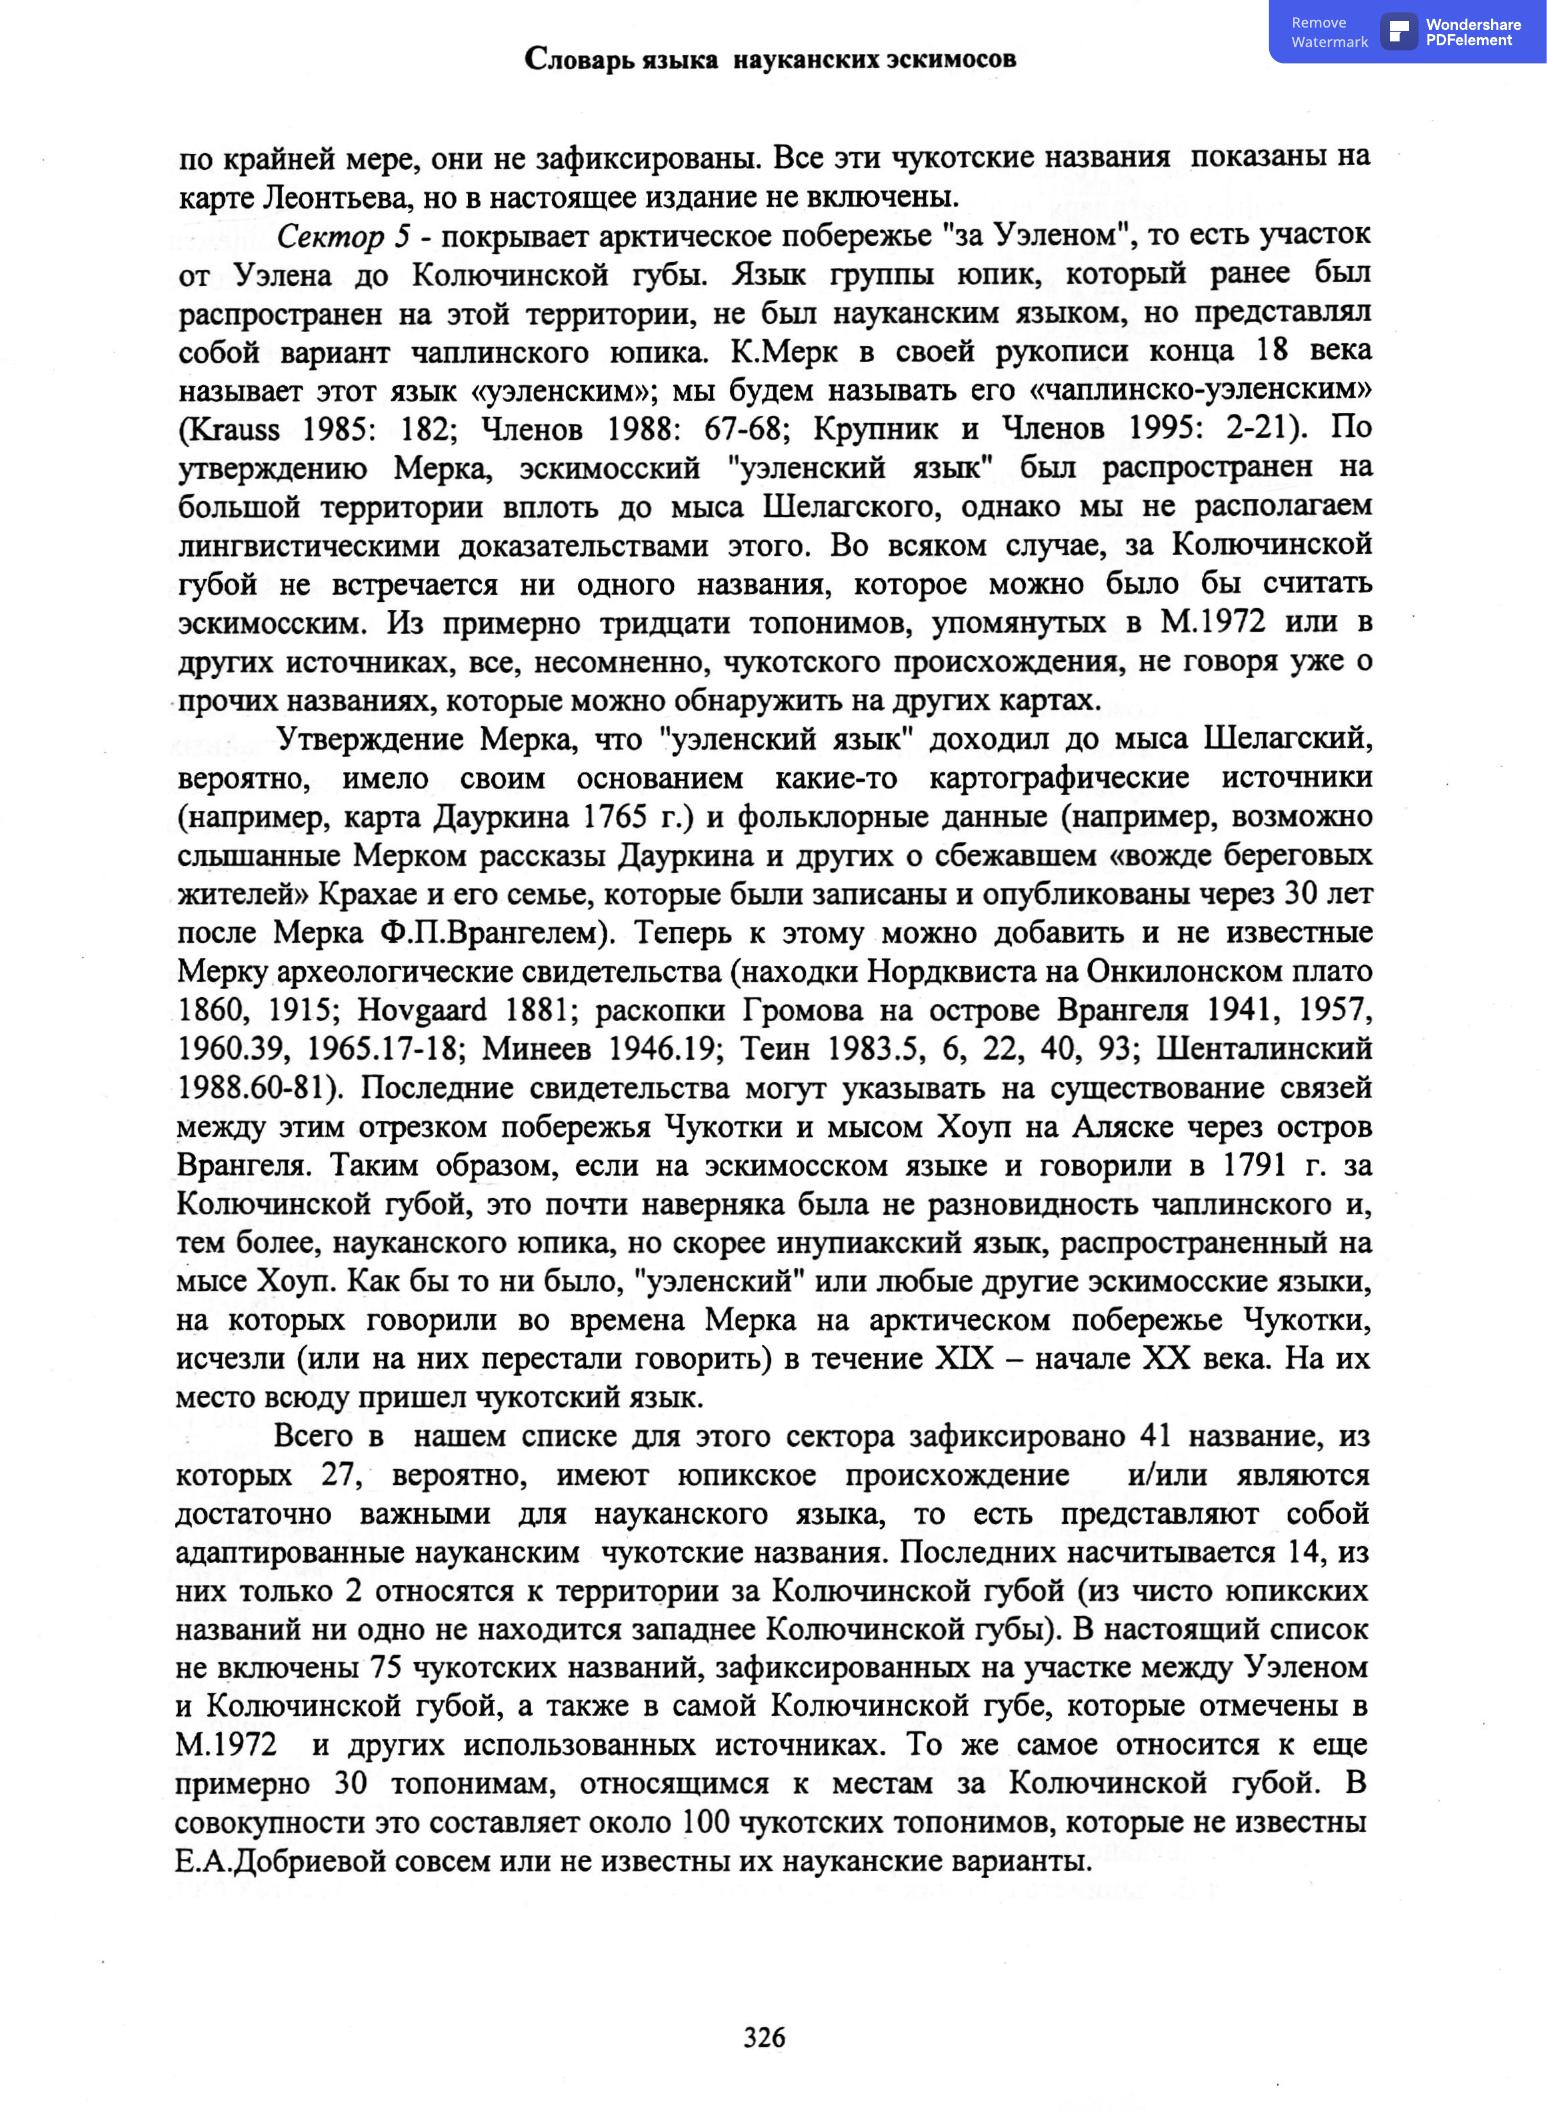 Remove
Watermark
Wondershare
PDFelement
Словарь языка науканских эскимосов
по крайней мере, они не зафиксированы. Все эти чукотские названия показаны на
карте Леонтьева, но в настоящее издание не включены.
Сектор 5 - покрывает арктическое побережье "за Уэленом", то есть участок
от Уэлена до Колючинской губы. Язык группы юпик, который ранее был
распространен на этой территории, не был науканским языком, но представлял
собой вариант чаплинского юпика. К.Мерк в своей рукописи конца 18 века
называет этот язык «уэленским»; мы будем называть его «чаплинско-уэленским»
(Krauss 1985: 182; Членов 1988: 67-68; Крупник и Членов 1995: 2-21). По
утверждению Мерка, эскимосский "уэленский язык" был распространен на
большой территории вплоть до мыса Шелагского, однако мы не располагаем
лингвистическими доказательствами этого. Во всяком случае, за Колючинской
губой не встречается ни одного названия, которое можно было бы считать
эскимосским. Из примерно тридцати топонимов, упомянутых в М.1972 или в
других источниках, все, несомненно, чукотского происхождения, не говоря уже о
прочих названиях, которые можно обнаружить на других картах.
Утверждение Мерка, что "уэленский язык" доходил до мыса Шелагский,
вероятно, имело своим основанием какие-то картографические источники
(например, карта Дауркина 1765 г.) и фольклорные данные (например, возможно
слышанные Мерком рассказы Дауркина и других о сбежавшем «вожде береговых
жителей» Крахае и его семье, которые были записаны и опубликованы через 30 лет
после Мерка Ф.П.Врангелем). Теперь к этому можно добавить и не известные
Мерку археологические свидетельства (находки Нордквиста на Онкилонском плато
1860, 1915; Hovgaard 1881; раскопки Громова на острове Врангеля 1941, 1957,
1960.39, 1965.17-18; Минеев 1946.19; Теин 1983.5, 6, 22, 40, 93; Шенталинский
1988.60-81). Последние свидетельства могут указывать на существование связей
между этим отрезком побережья Чукотки и мысом Хоуп на Аляске через остров
Врангеля. Таким образом, если на эскимосском языке и говорили в 1791 г. за
Колючинской губой, это почти наверняка была не разновидность чаплинского и,
тем более, науканского юпика, но скорее инупиакский язык, распространенный на
мысе Хоуп. Как бы то ни было, "уэленский" или любые другие эскимосские языки,
на которых говорили во времена Мерка на арктическом побережье Чукотки,
исчезли (или на них перестали говорить) в течение XIX – начале XX века. На их
место всюду пришел чукотский язык.
Всего в нашем списке для этого сектора зафиксировано 41 название, из
которых 27, вероятно, имеют юпикское происхождение и/или являются
достаточно важными для науканского языка, то есть представляют собой
адаптированные науканским чукотские названия. Последних насчитывается 14, из
них только 2 относятся к территории за Колючинской губой (из чисто юпикских
названий ни одно не находится западнее Колючинской губы). В настоящий список
не включены 75 чукотских названий, зафиксированных на участке между Уэленом
и Колючинской губой, а также в самой Колючинской губе, которые отмечены в
М.1972 и других использованных источниках. То же самое относится к еще
примерно 30 топонимам, относящимся к местам за Колючинской губой. В
совокупности это составляет около 100 чукотских топонимов, которые не известны
Е.А.Добриевой совсем или не известны их науканские варианты.
326